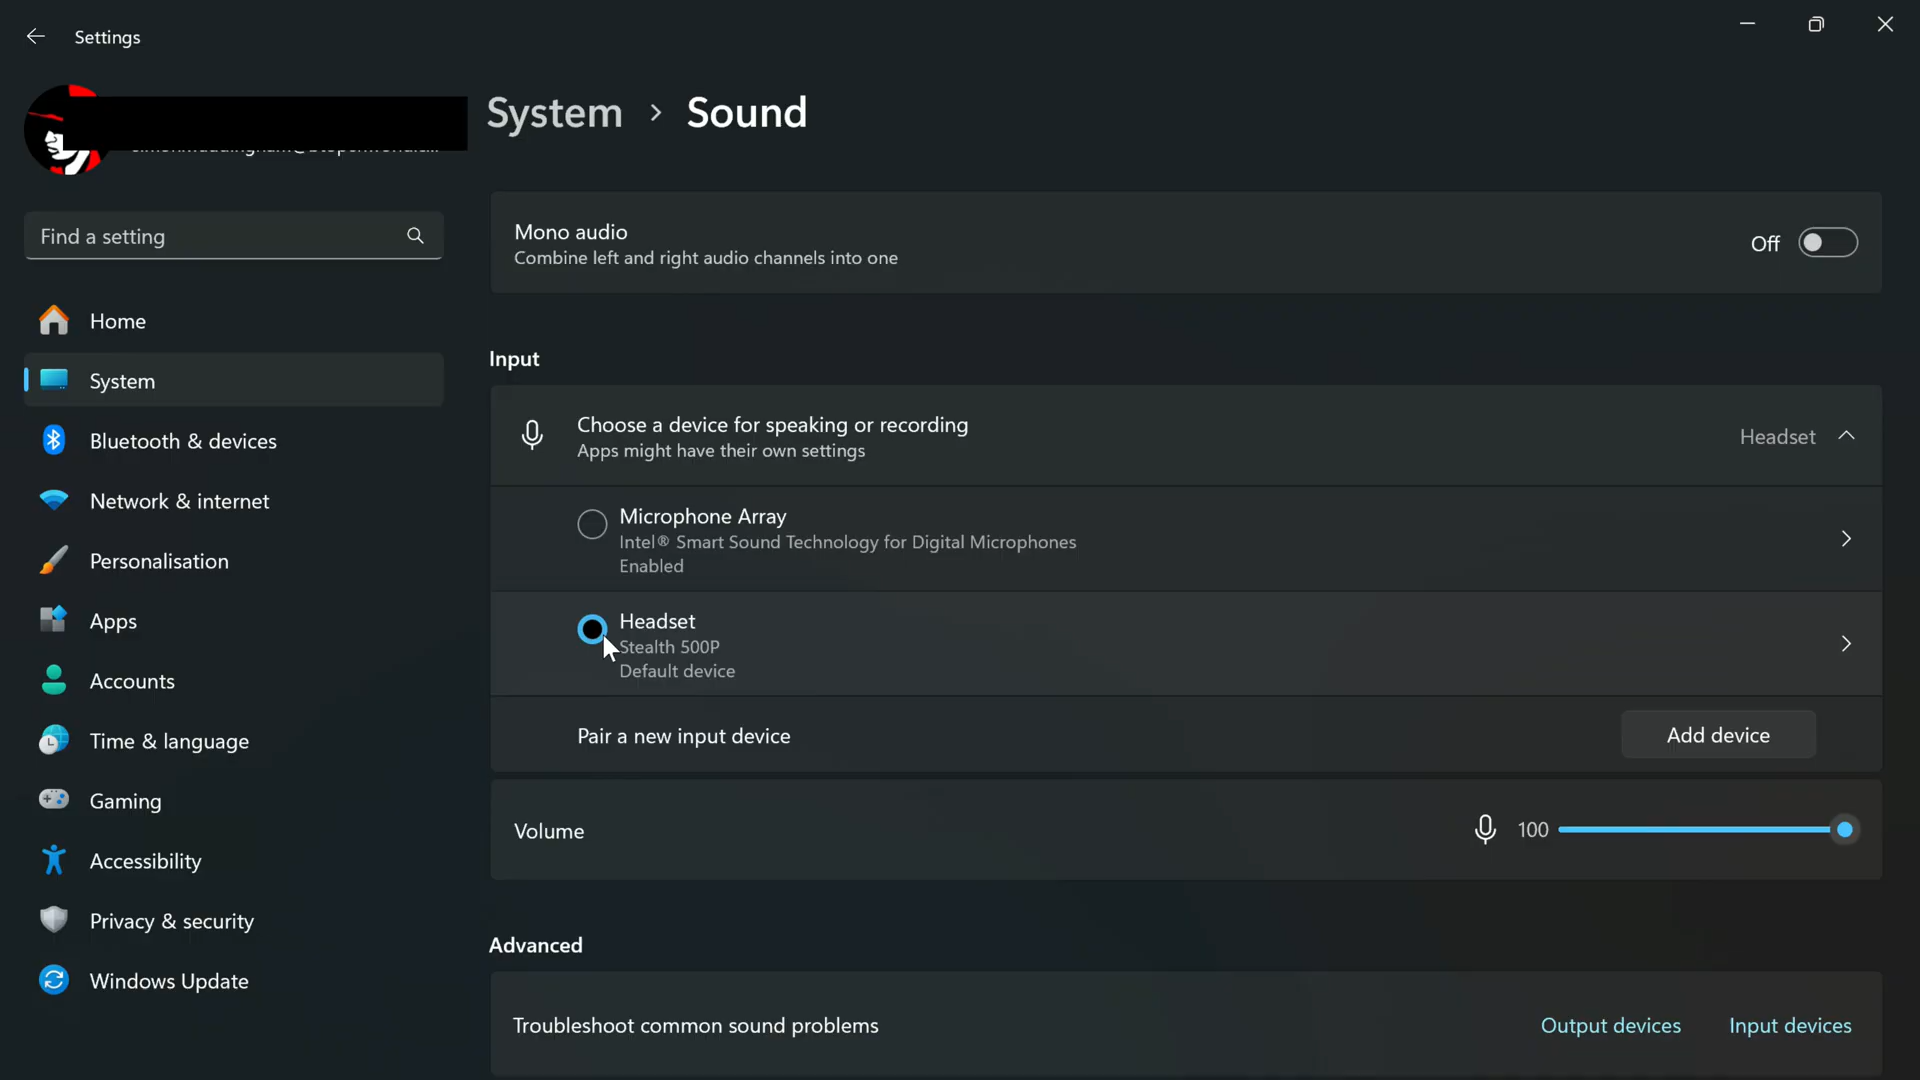 Settings
System > Sound
Find a setting
Home
System
Bluetooth & devices
Network & internet
Personalisation
Apps
Accounts
Time & language
Gaming
Accessibility
Privacy & security
Windows Update
Mono audio
Combine left and right audio channels into one
Off
Input
Choose a device for speaking or recording
Apps might have their own settings
Headset
Microphone Array
Intel® Smart Sound Technology for Digital Microphones
Enabled
Headset
Stealth 500P
Default device
Pair a new input device
Add device
Volume
100
Advanced
Troubleshoot common sound problems
Output devices
Input devices